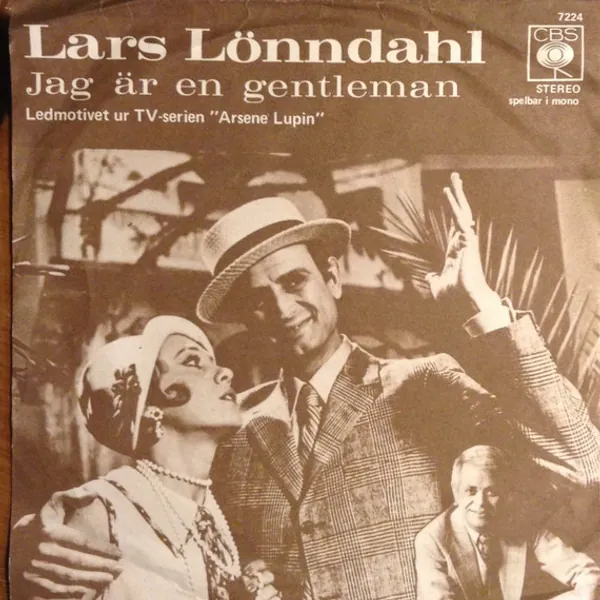 7224
Lars Lönndahl
CBS
Jag är en gentleman
STEREO
Ledmotivet ur TV-serien "Arsene Lupin"
spelbar i mono